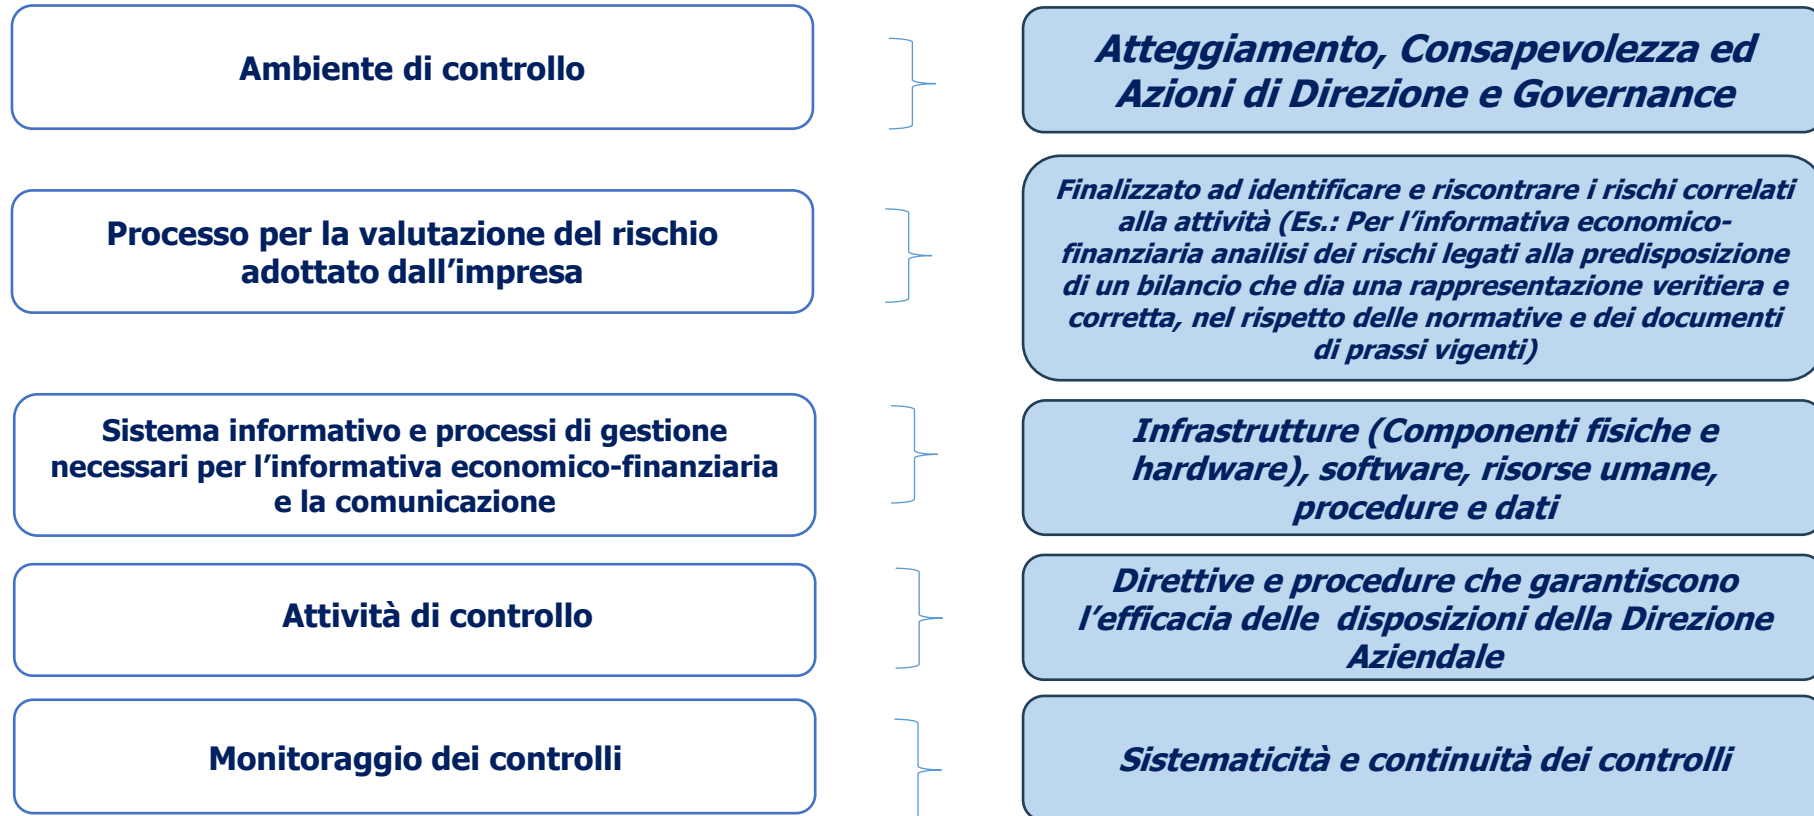 Ambiente di controllo
Atteggiamento, Consapevolezza ed
Azioni di Direzione e Governance
Processo per la valutazione del rischio
adottato dall’impresa
Finalizzato ad identificare e riscontrare i rischi correlati
alla attività (Es.: Per l’informativa economico-
finanziaria anailisi dei rischi legati alla predisposizione
di un bilancio che dia una rappresentazione veritiera e
corretta, nel rispetto delle normative e dei documenti
di prassi vigenti)
Sistema informativo e processi di gestione
necessari per l’informativa economico-finanziaria
e la comunicazione
Infrastrutture (Componenti fisiche e
hardware), software, risorse umane,
procedure e dati
Attività di controllo
Direttive e procedure che garantiscono
l’efficacia delle disposizioni della Direzione
Aziendale
Monitoraggio dei controlli
Sistematicità e continuità dei controlli